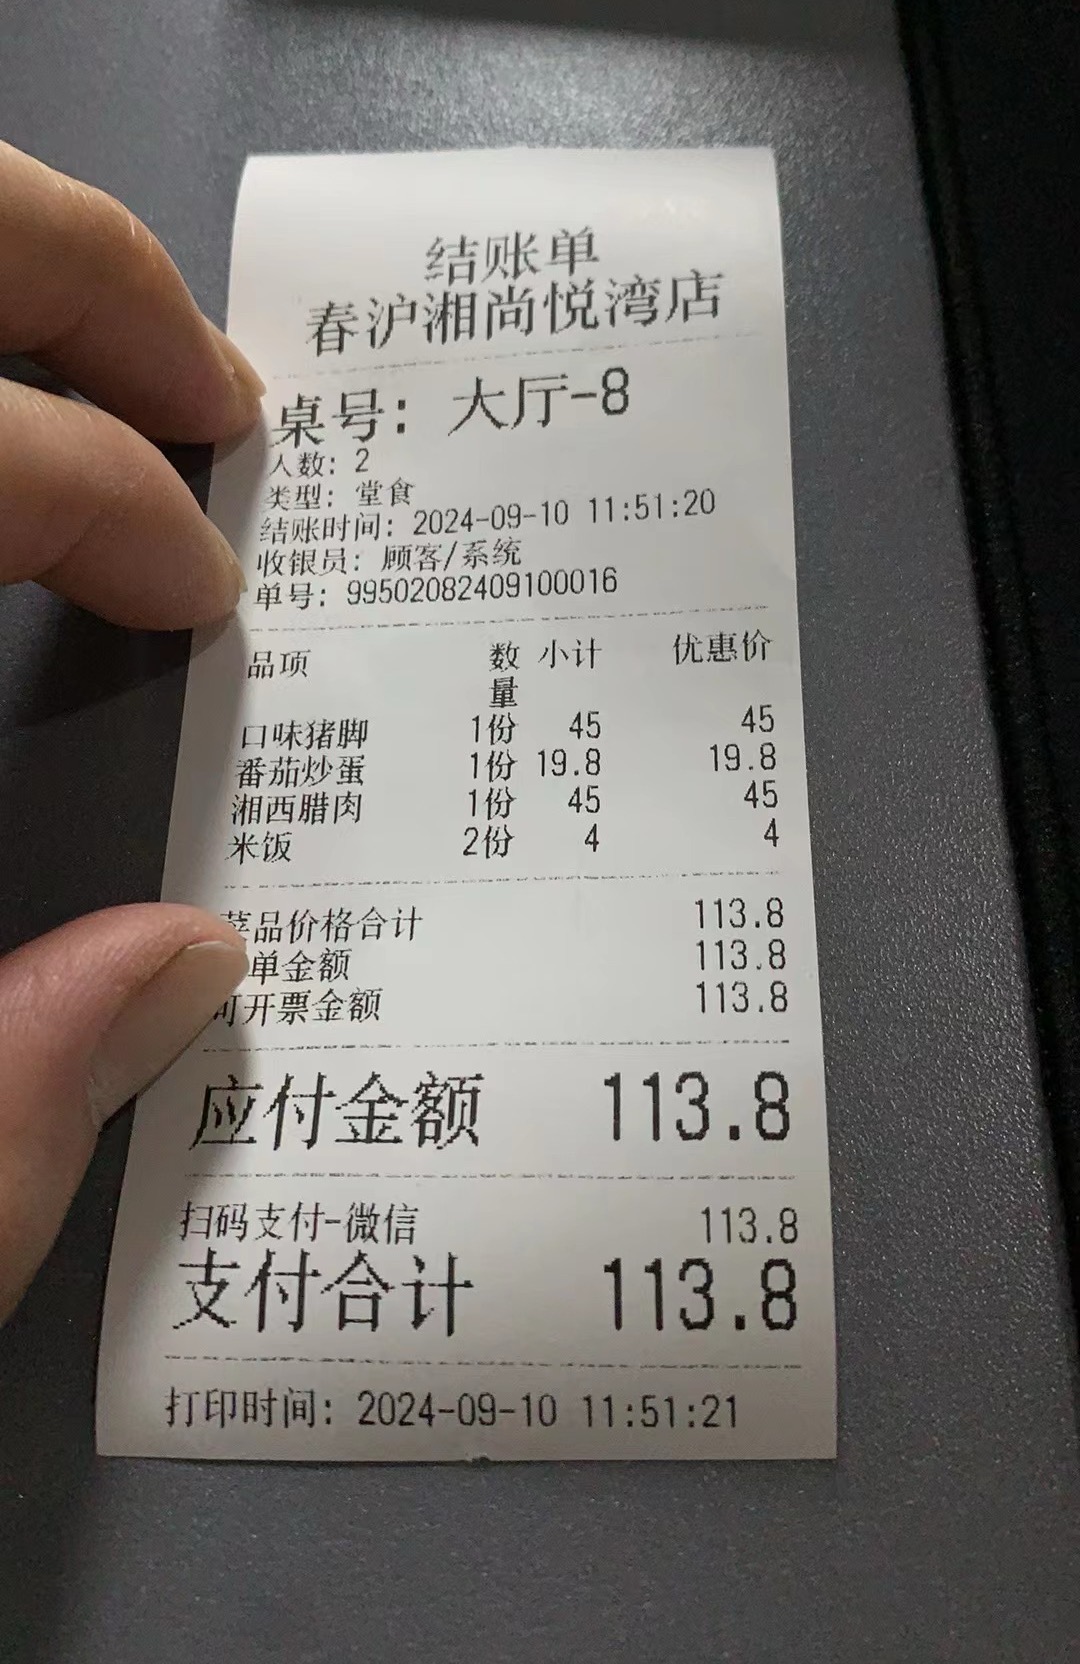 结账单
春沪湘尚悦湾店
桌号: 大厅-8
人数: 2
类型: 堂食
结账时间: 2024-09-10 11:51:20
收银员: 顾客/系统
单号: 99502082409100016
品项 数量 小计 优惠价
口味猪脚 1份 45 45
番茄炒蛋 1份 19.8 19.8
湘西腊肉 1份 45 45
米饭 2份 4 4
菜品价格合计 113.8
单金额 113.8
可开票金额 113.8
应付金额 113.8
扫码支付-微信 113.8
支付合计 113.8
打印时间: 2024-09-10 11:51:21